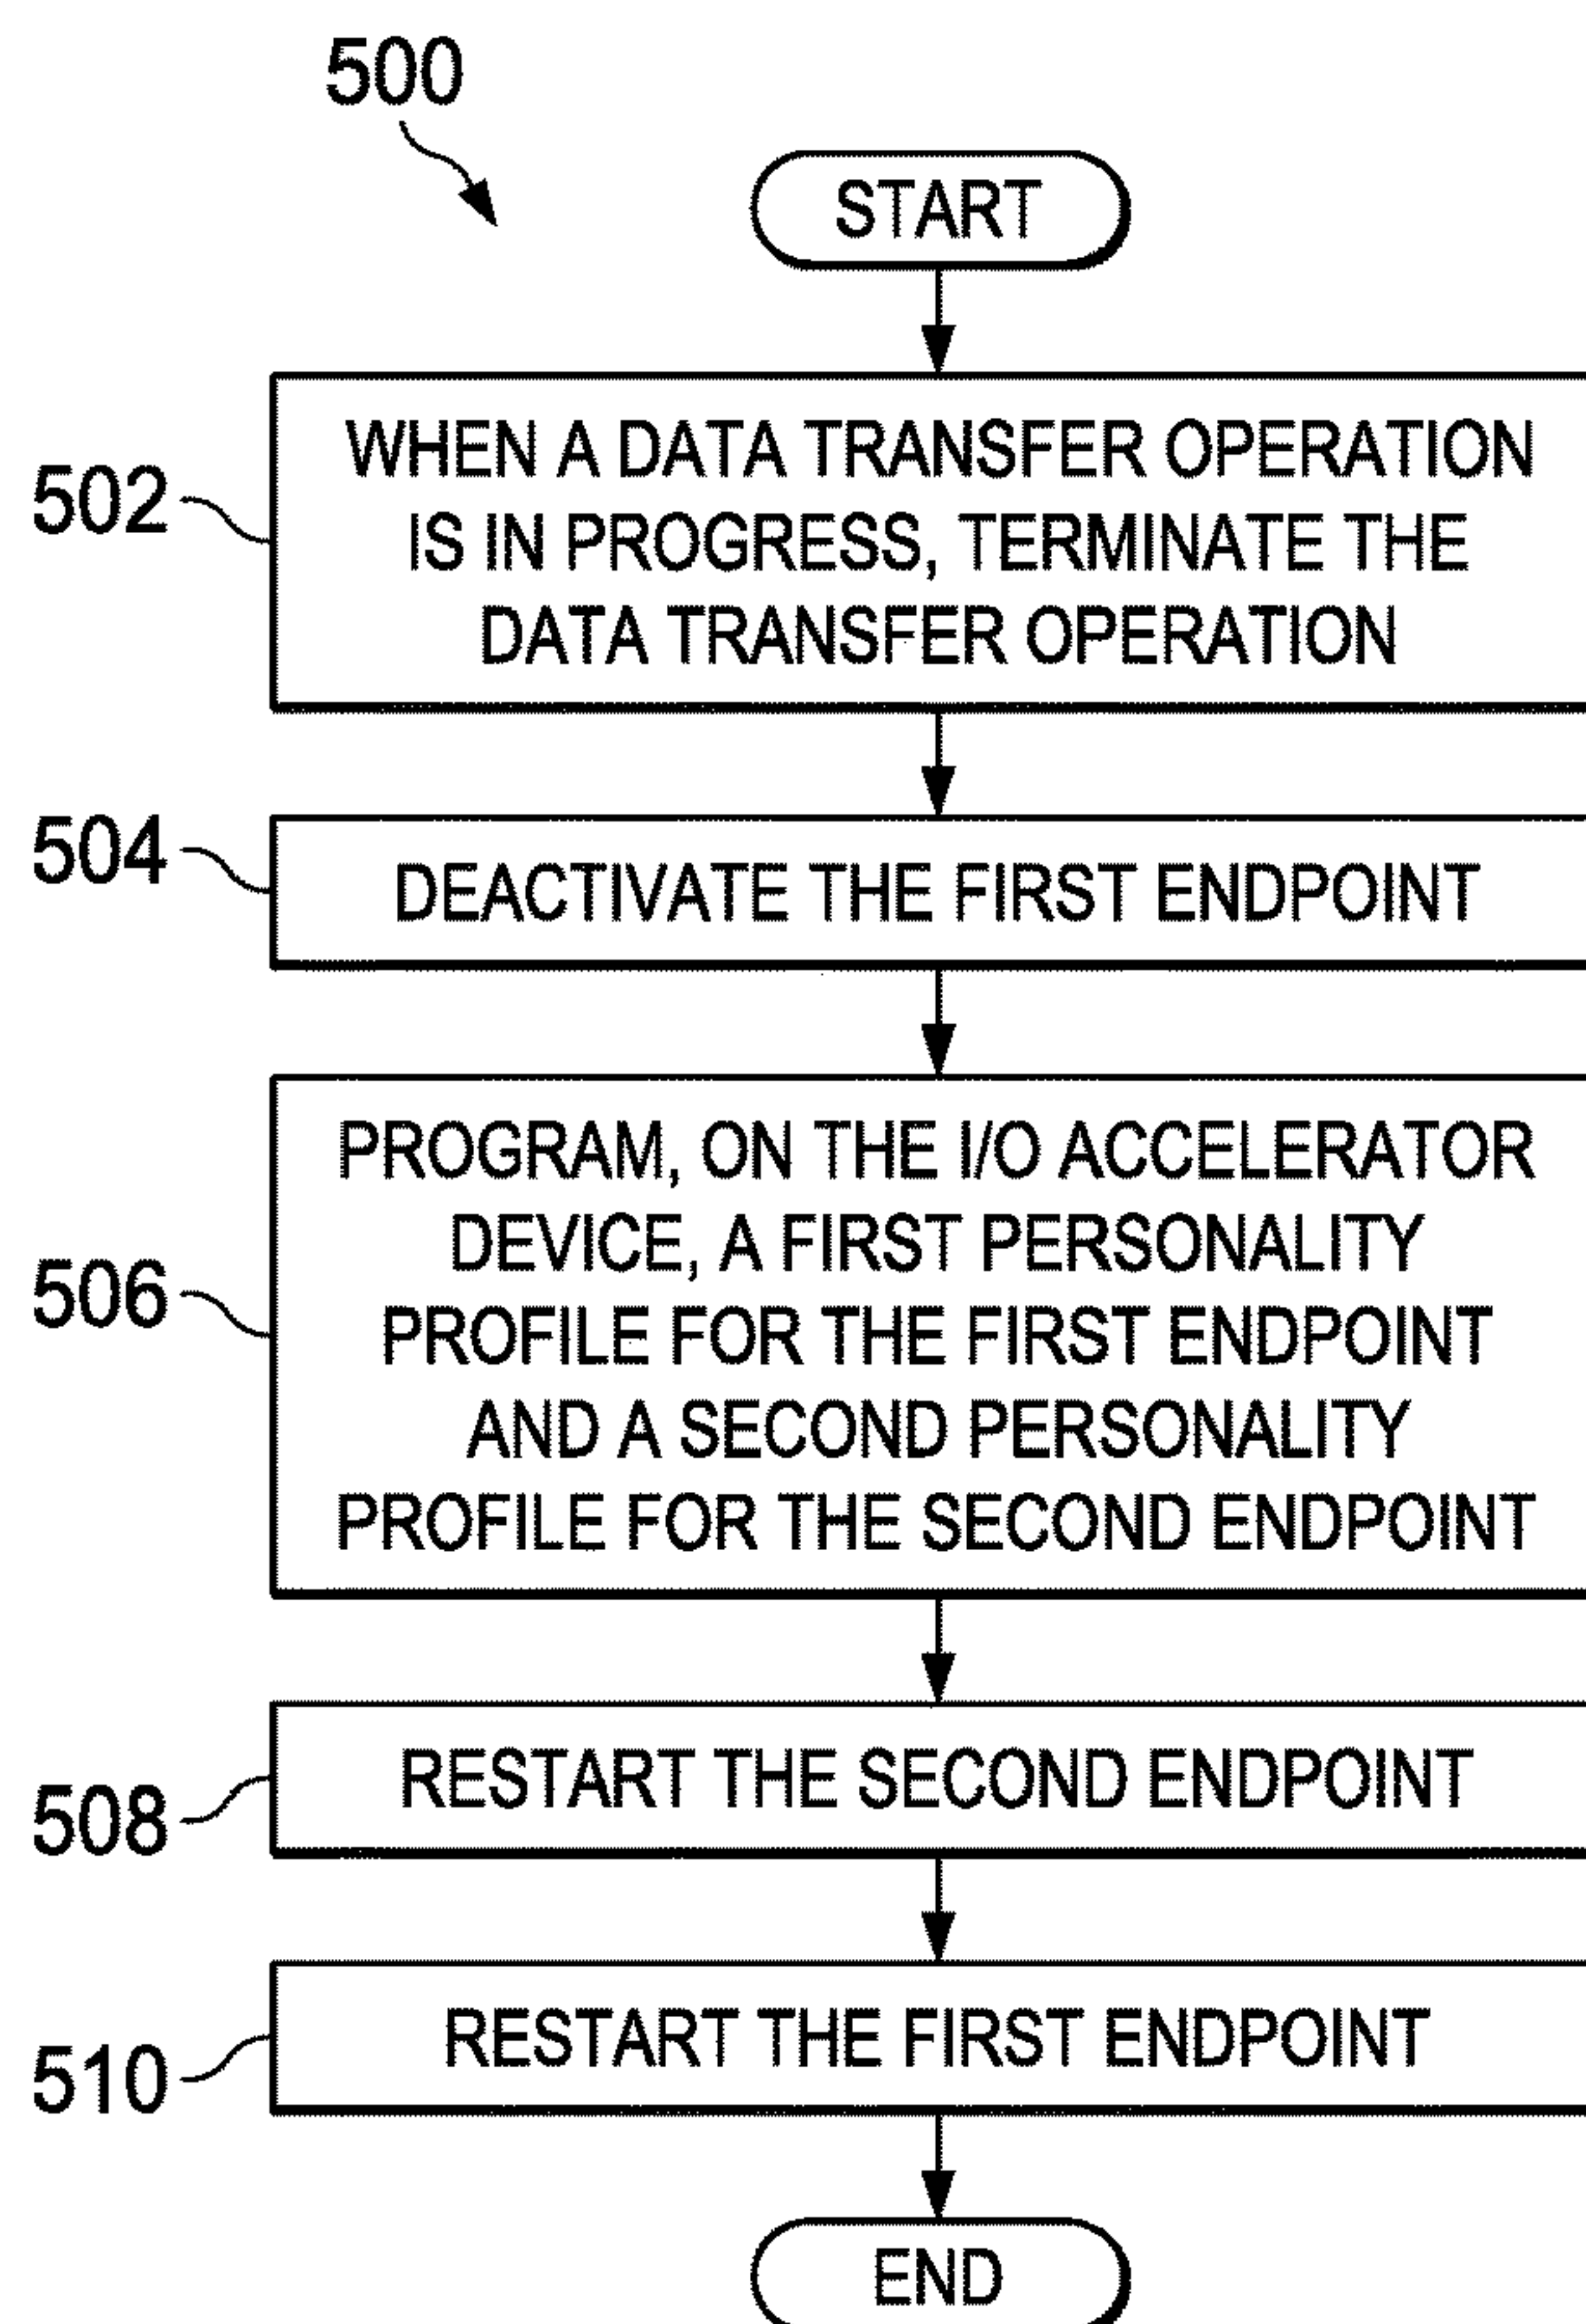 500
START
502
WHEN A DATA TRANSFER OPERATION
IS IN PROGRESS, TERMINATE THE
DATA TRANSFER OPERATION
504
DEACTIVATE THE FIRST ENDPOINT
506
PROGRAM, ON THE I/O ACCELERATOR
DEVICE, A FIRST PERSONALITY
PROFILE FOR THE FIRST ENDPOINT
AND A SECOND PERSONALITY
PROFILE FOR THE SECOND ENDPOINT
508
RESTART THE SECOND ENDPOINT
510
RESTART THE FIRST ENDPOINT
END